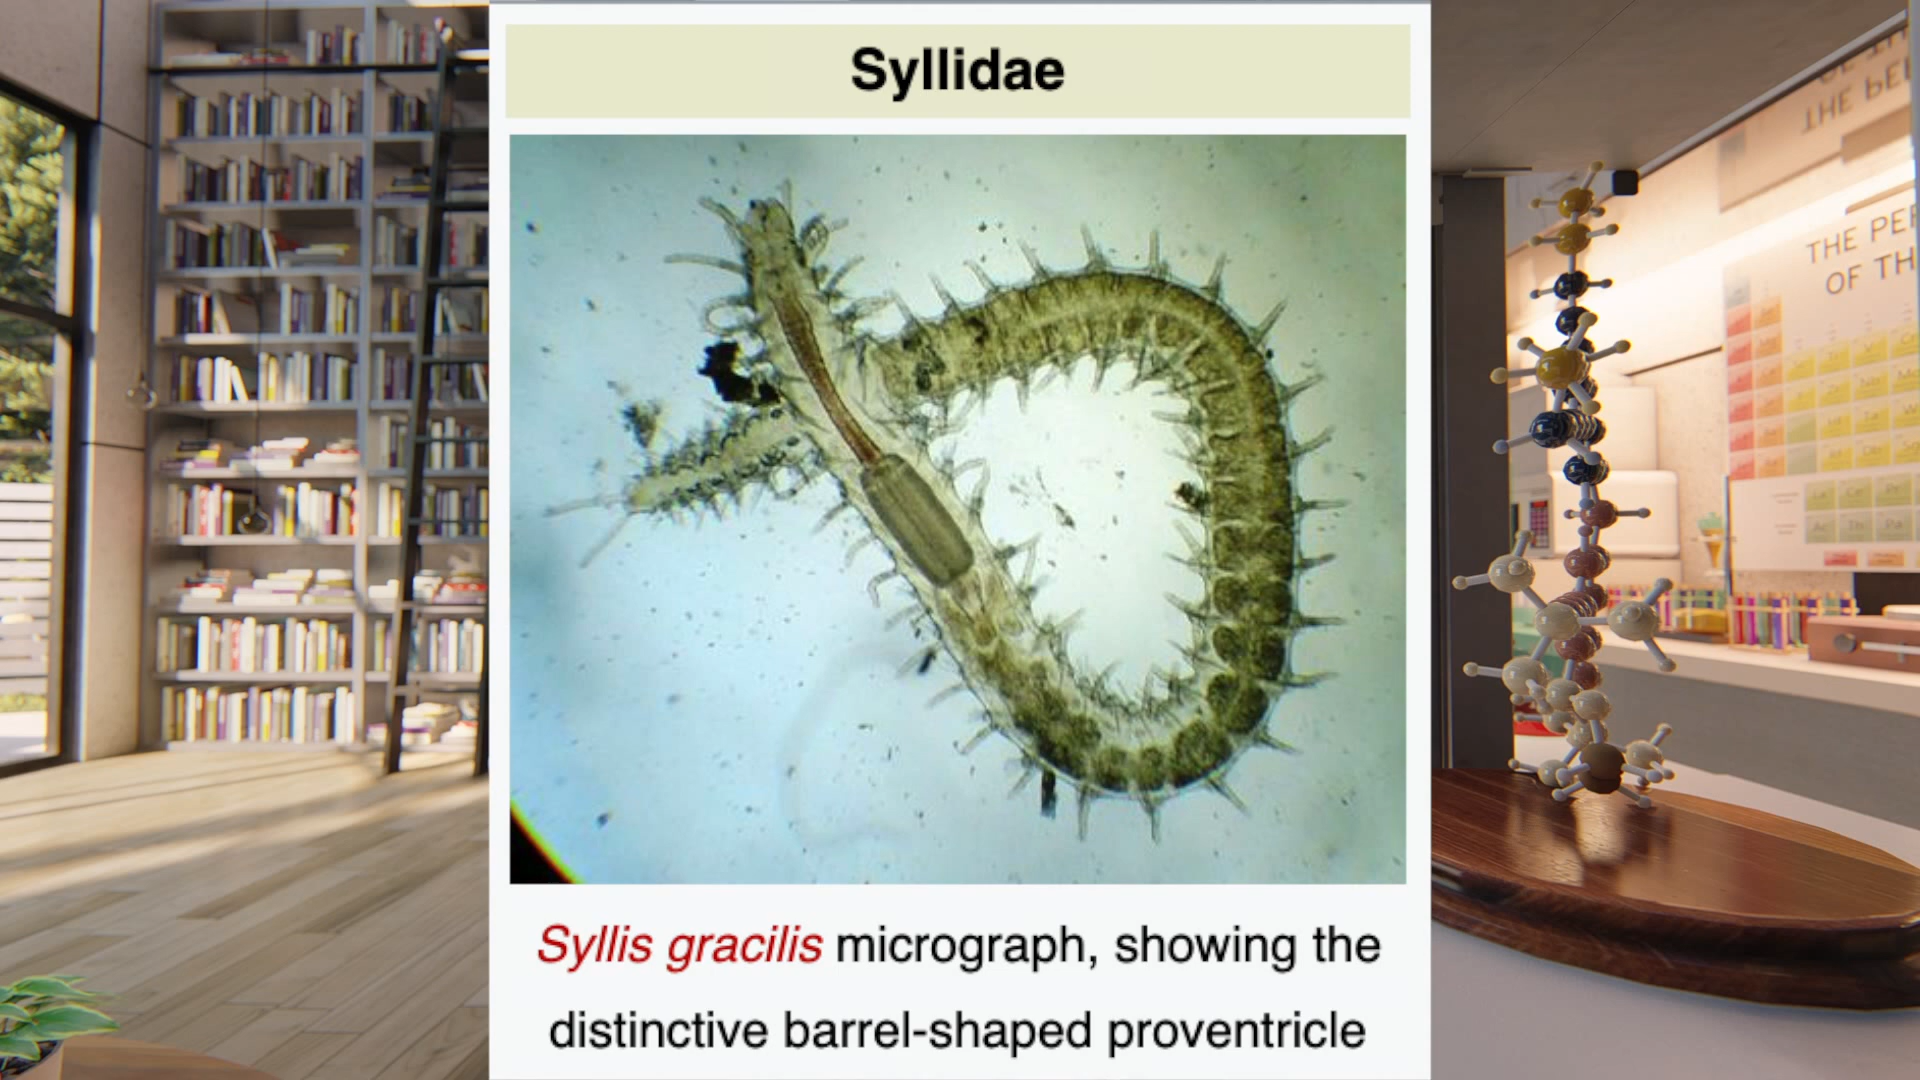 Syllidae
Syllis gracilis micrograph, showing the
distinctive barrel-shaped proventricle
THE PER
OF TH